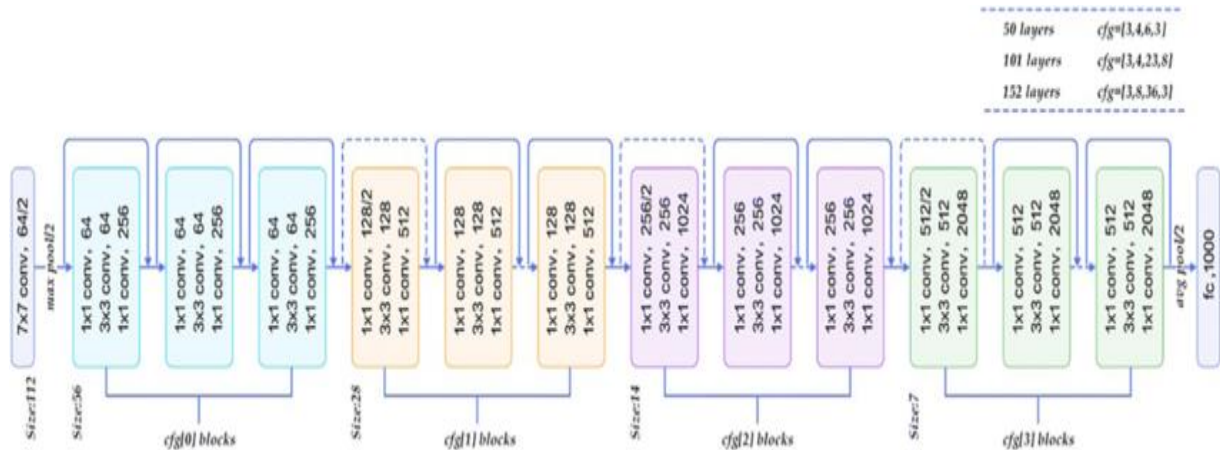 50 layers cfg=[3,4,6,3]
101 layers cfg=[3,4,23,8]
152 layers cfg=[3,8,36,3]
7×7 conv, 64/2
max pool/2
1x1 conv, 64
3x3 conv, 64
1x1 conv, 256
1x1 conv, 64
3x3 conv, 64
1x1 conv, 256
1x1 conv, 64
3x3 conv, 64
1x1 conv, 256
1x1 conv, 128/2
3x3 conv, 128
1x1 conv, 512
1x1 conv, 128
3x3 conv, 128
1x1 conv, 512
1x1 conv, 128
3x3 conv, 128
1x1 conv, 512
1x1 conv, 256/2
3x3 conv, 256
1x1 conv, 1024
1x1 conv, 256
3x3 conv, 256
1x1 conv, 1024
1x1 conv, 256
3x3 conv, 256
1x1 conv, 1024
1x1 conv, 512/2
3x3 conv, 512
1x1 conv, 2048
1x1 conv, 512
3x3 conv, 512
1x1 conv, 2048
1x1 conv, 512
3x3 conv, 512
1x1 conv, 2048
avg pool/2
fc ,1000
Size:112
Size:56
Size:28
Size:14
Size:7
cfg[0] blocks
cfg[1] blocks
cfg[2] blocks
cfg[3] blocks